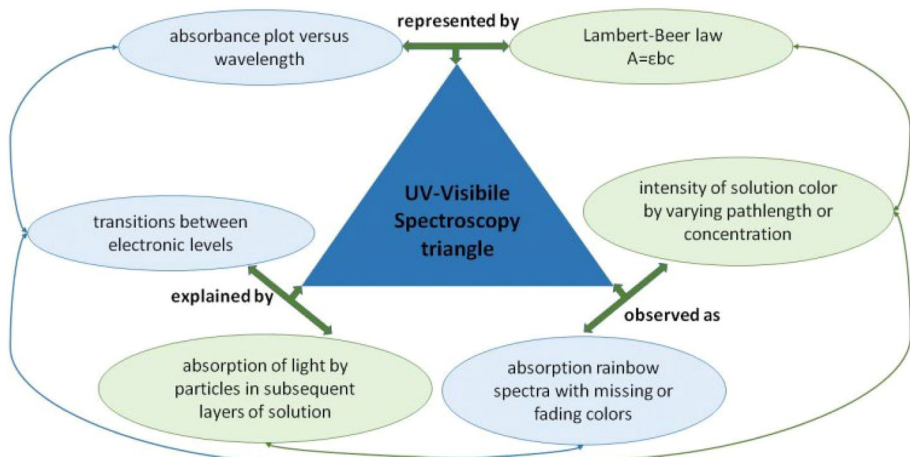 represented by
absorbance plot versus
wavelength
Lambert-Beer law
A=εbc
UV-Visibile
Spectroscopy
triangle
transitions between
electronic levels
intensity of solution color
by varying pathlength or
concentration
explained by
observed as
absorption of light by
particles in subsequent
layers of solution
absorption rainbow
spectra with missing or
fading colors